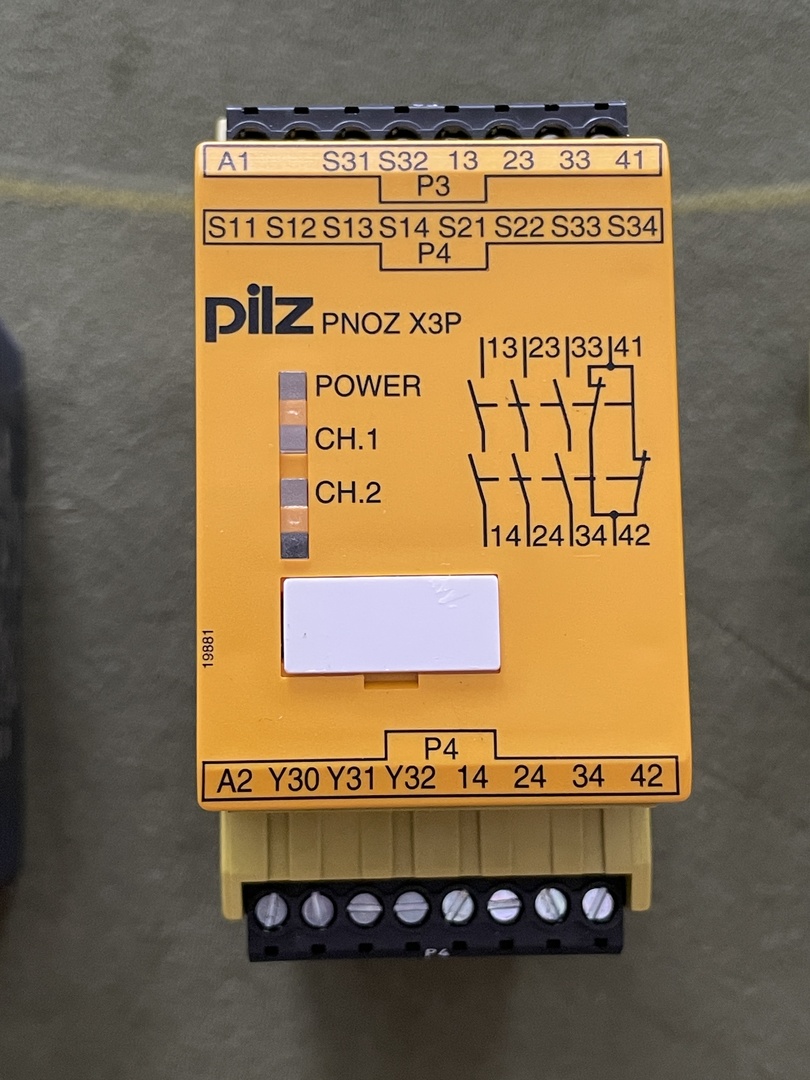 A1 S31 S32 13 23 33 41
P3
S11 S12 S13 S14 S21 S22 S33 S34
P4
pilz PNOZ X3P
13 23 33 41
POWER
CH.1
CH.2
14 24 34 42
19881
P4
A2 Y30 Y31 Y32 14 24 34 42
P4